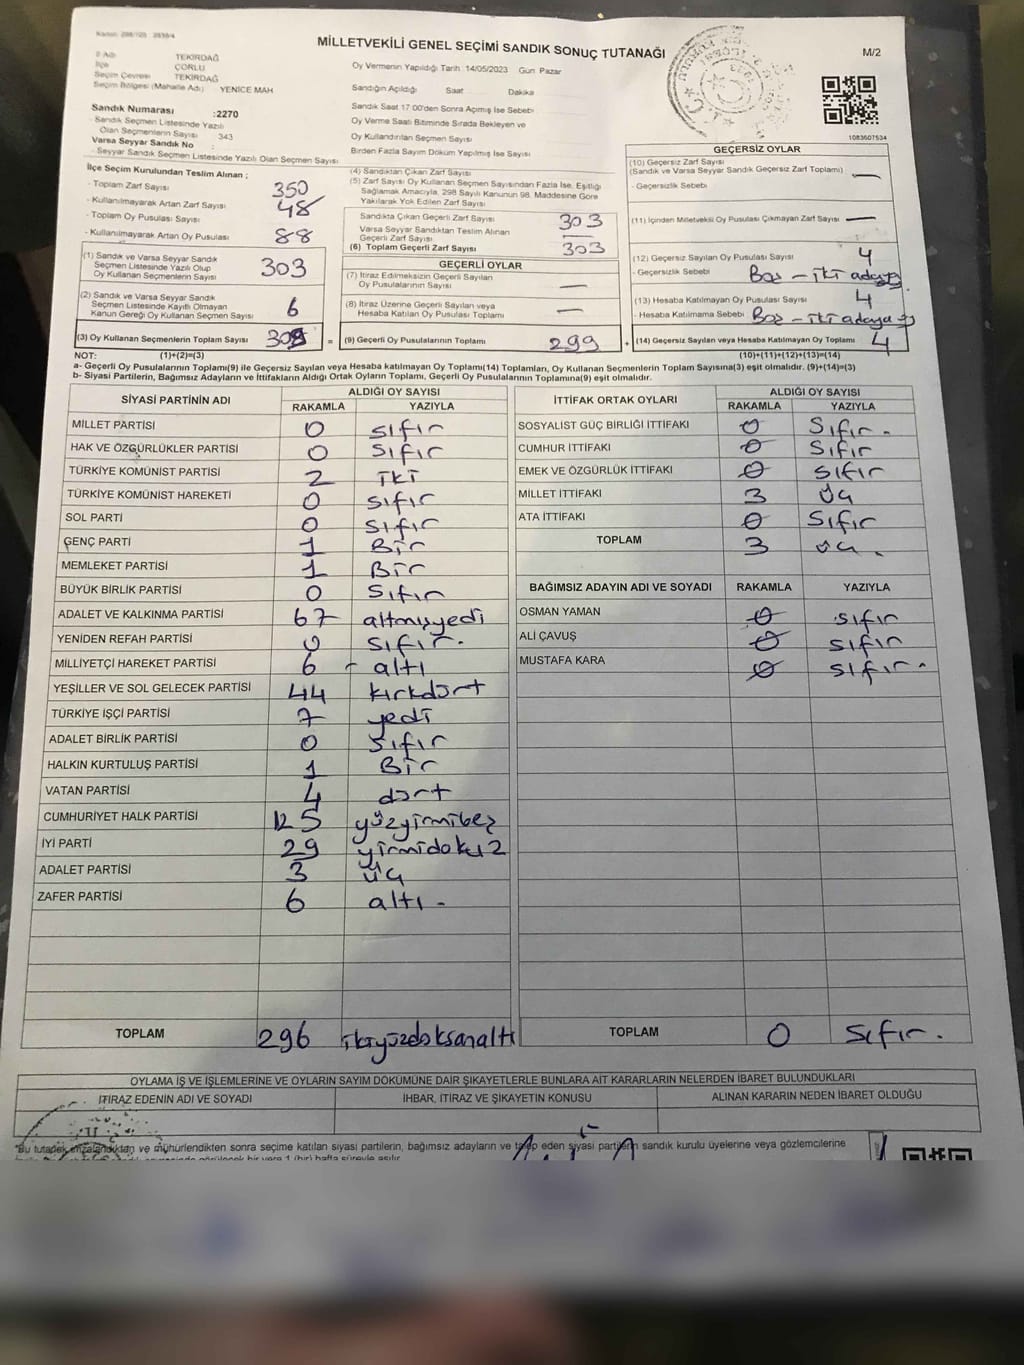 MİLLETVEKİLİ GENEL SEÇİMİ SANDIK SONUÇ TUTANAĞI
M/2
İl Adı TEKİRDAĞ
İlçe ÇORLU
Seçim Çevresi TEKİRDAĞ
Seçim Bölgesi (Mahalle Adı) YENİCE MAH
Oy Vermenin Yapıldığı Tarih :14/05/2023 Gün Pazar
Sandığın Açıldığı Saat Dakika
Sandık Saat 17:00'den Sonra Açılmış İse Sebebi
Oy Verme Saati Bitiminde Sırada Bekleyen ve
Oy Kullandırılan Seçmen Sayısı
Birden Fazla Sayım Döküm Yapılmış İse Sayısı
1083607534
Sandık Numarası :2270
- Sandık Seçmen Listesinde Yazılı
Olan Seçmenlerin Sayısı 343
Varsa Seyyar Sandık No :
- Seyyar Sandık Seçmen Listesinde Yazılı Olan Seçmen Sayısı
İlçe Seçim Kurulundan Teslim Alınan ;
- Toplam Zarf Sayısı 350
- Kullanılmayarak Artan Zarf Sayısı 48
- Toplam Oy Pusulası Sayısı
- Kullanılmayarak Artan Oy Pusulası 88
(1) Sandık ve Varsa Seyyar Sandık
Seçmen Listesinde Yazılı Olup
Oy Kullanan Seçmenlerin Sayısı 303
(2) Sandık ve Varsa Seyyar Sandık
Seçmen Listesinde Kayıtlı Olmayan
Kanun Gereği Oy Kullanan Seçmen Sayısı 6
(3) Oy Kullanan Seçmenlerin Toplam Sayısı =
(4) Sandıktan Çıkan Zarf Sayısı
(5) Zarf Sayısı Oy Kullanan Seçmen Sayısından Fazla İse, Eşitliği
Sağlamak Amacıyla, 298 Sayılı Kanunun 98. Maddesine Göre
Yakılarak Yok Edilen Zarf Sayısı
Sandıkta Çıkan Geçerli Zarf Sayısı 303
Varsa Seyyar Sandıktan Teslim Alınan
Geçerli Zarf Sayısı —
(6) Toplam Geçerli Zarf Sayısı 303
GEÇERLİ OYLAR
(7) İtiraz Edilmeksizin Geçerli Sayılan
Oy Pusulalarının Sayısı —
(8) İtiraz Üzerine Geçerli Sayılan veya
Hesaba Katılan Oy Pusulası Toplamı —
(9) Geçerli Oy Pusulalarının Toplamı 299 +
GEÇERSİZ OYLAR
(10) Geçersiz Zarf Sayısı
(Sandık ve Varsa Seyyar Sandık Geçersiz Zarf Toplamı) —
- Geçersizlik Sebebi
(11) İçinden Milletvekili Oy Pusulası Çıkmayan Zarf Sayısı —
(12) Geçersiz Sayılan Oy Pusulası Sayısı 4
- Geçersizlik Sebebi Boş - iki adaya
(13) Hesaba Katılmayan Oy Pusulası Sayısı 4
- Hesaba Katılmama Sebebi Boş - iki adaya
(14) Geçersiz Sayılan veya Hesaba Katılmayan Oy Toplamı 4
NOT: (1)+(2)=(3) (10)+(11)+(12)+(13)=(14)
a- Geçerli Oy Pusulalarının Toplamı(9) ile Geçersiz Sayılan veya Hesaba katılmayan Oy Toplamı(14) Toplamları, Oy Kullanan Seçmenlerin Toplam Sayısına(3) eşit olmalıdır. (9)+(14)=(3)
b- Siyasi Partilerin, Bağımsız Adayların ve İttifakların Aldığı Ortak Oyların Toplamı, Geçerli Oy Pusulalarının Toplamına(9) eşit olmalıdır.
SİYASİ PARTİNİN ADI ALDIĞI OY SAYISI
RAKAMLA YAZIYLA
MİLLET PARTİSİ 0 sıfır
HAK VE ÖZGÜRLÜKLER PARTİSİ 0 sıfır
TÜRKİYE KOMÜNİST PARTİSİ 2 iki
TÜRKİYE KOMÜNİST HAREKETİ 0 sıfır
SOL PARTİ 0 sıfır
GENÇ PARTİ 1 Bir
MEMLEKET PARTİSİ 1 Bir
BÜYÜK BİRLİK PARTİSİ 0 sıfır
ADALET VE KALKINMA PARTİSİ 67 altmışyedi
YENİDEN REFAH PARTİSİ 0 sıfır.
MİLLİYETÇİ HAREKET PARTİSİ 6 altı
YEŞİLLER VE SOL GELECEK PARTİSİ 44 kırkdört
TÜRKİYE İŞÇİ PARTİSİ 7 yedi
ADALET BİRLİK PARTİSİ 0 sıfır
HALKIN KURTULUŞ PARTİSİ 1 Bir
VATAN PARTİSİ 4 dört
CUMHURİYET HALK PARTİSİ 125 yüzyirmibeş
İYİ PARTİ 29 yirmidokuz
ADALET PARTİSİ 3 üç
ZAFER PARTİSİ 6 altı -
TOPLAM 296 ikiyüzdoksanaltı
İTTİFAK ORTAK OYLARI ALDIĞI OY SAYISI
RAKAMLA YAZIYLA
SOSYALİST GÜÇ BİRLİĞİ İTTİFAKI 0 Sıfır.
CUMHUR İTTİFAKI 0 Sıfır
EMEK VE ÖZGÜRLÜK İTTİFAKI 0 sıfır
MİLLET İTTİFAKI 3 Üç
ATA İTTİFAKI 0 Sıfır
TOPLAM 3 üç.
BAĞIMSIZ ADAYIN ADI VE SOYADI RAKAMLA YAZIYLA
OSMAN YAMAN 0 sıfır
ALİ ÇAVUŞ 0 sıfır
MUSTAFA KARA 0 sıfır.
TOPLAM 0 sıfır.
OYLAMA İŞ VE İŞLEMLERİNE VE OYLARIN SAYIM DÖKÜMÜNE DAİR ŞİKAYETLERLE BUNLARA AİT KARARLARIN NELERDEN İBARET BULUNDUKLARI
İTİRAZ EDENİN ADI VE SOYADI İHBAR, İTİRAZ VE ŞİKAYETİN KONUSU ALINAN KARARIN NEDEN İBARET OLDUĞU
*Bu tutanak imzalandıktan ve mühürlendikten sonra seçime katılan siyasi partilerin, bağımsız adayların ve talep eden siyasi partilerin sandık kurulu üyelerine veya gözlemcilerine